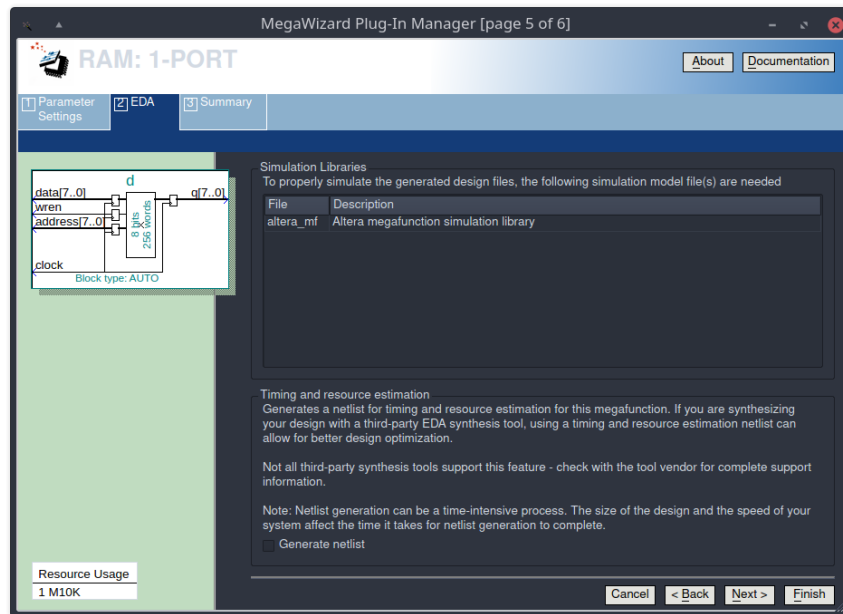 MegaWizard Plug-In Manager [page 5 of 6]
RAM: 1-PORT
About
Documentation
1 Parameter Settings
2 EDA
3 Summary
d
data[7..0]
q[7..0]
wren
address[7..0]
8 bits
256 words
clock
Block type: AUTO
Resource Usage
1 M10K
Simulation Libraries
To properly simulate the generated design files, the following simulation model file(s) are needed
File Description
altera_mf Altera megafunction simulation library
Timing and resource estimation
Generates a netlist for timing and resource estimation for this megafunction. If you are synthesizing
your design with a third-party EDA synthesis tool, using a timing and resource estimation netlist can
allow for better design optimization.
Not all third-party synthesis tools support this feature - check with the tool vendor for complete support
information.
Note: Netlist generation can be a time-intensive process. The size of the design and the speed of your
system affect the time it takes for netlist generation to complete.
Generate netlist
Cancel
< Back
Next >
Finish